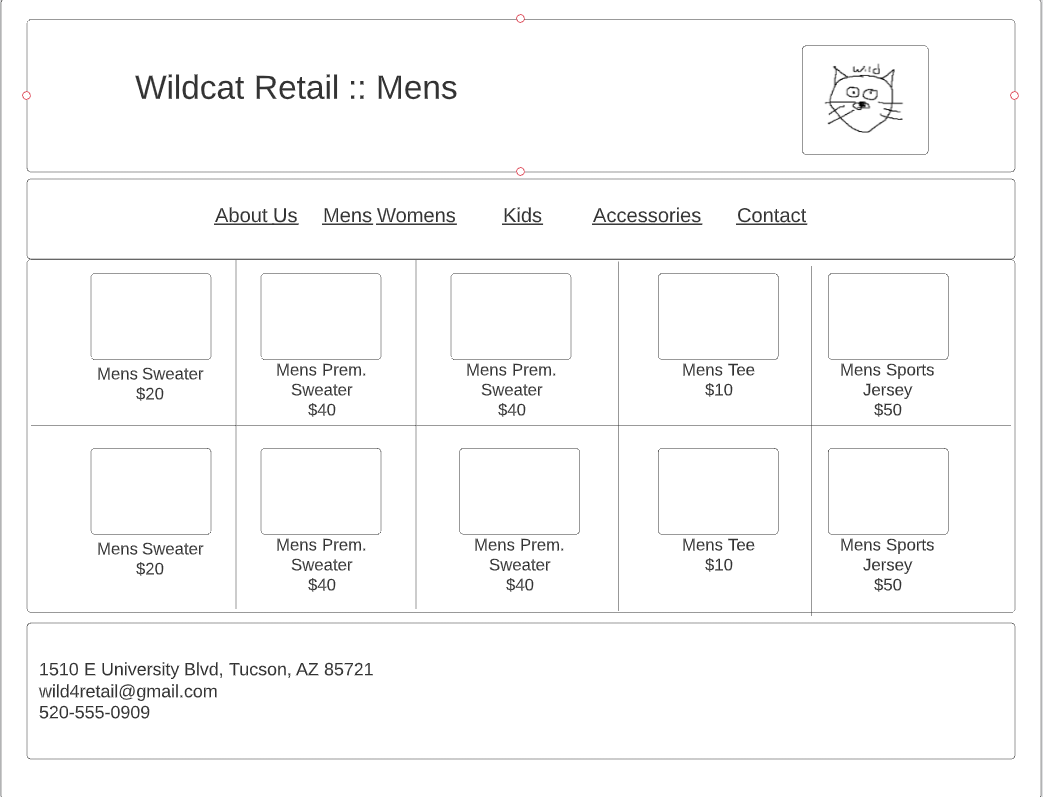 Wildcat Retail :: Mens
wild
About Us Mens Womens Kids Accessories Contact
Mens Sweater
$20
Mens Prem.
Sweater
$40
Mens Prem.
Sweater
$40
Mens Tee
$10
Mens Sports
Jersey
$50
Mens Sweater
$20
Mens Prem.
Sweater
$40
Mens Prem.
Sweater
$40
Mens Tee
$10
Mens Sports
Jersey
$50
1510 E University Blvd, Tucson, AZ 85721
wild4retail@gmail.com
520-555-0909